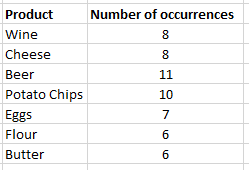 Product Number of occurrences
Wine 8
Cheese 8
Beer 11
Potato Chips 10
Eggs 7
Flour 6
Butter 6